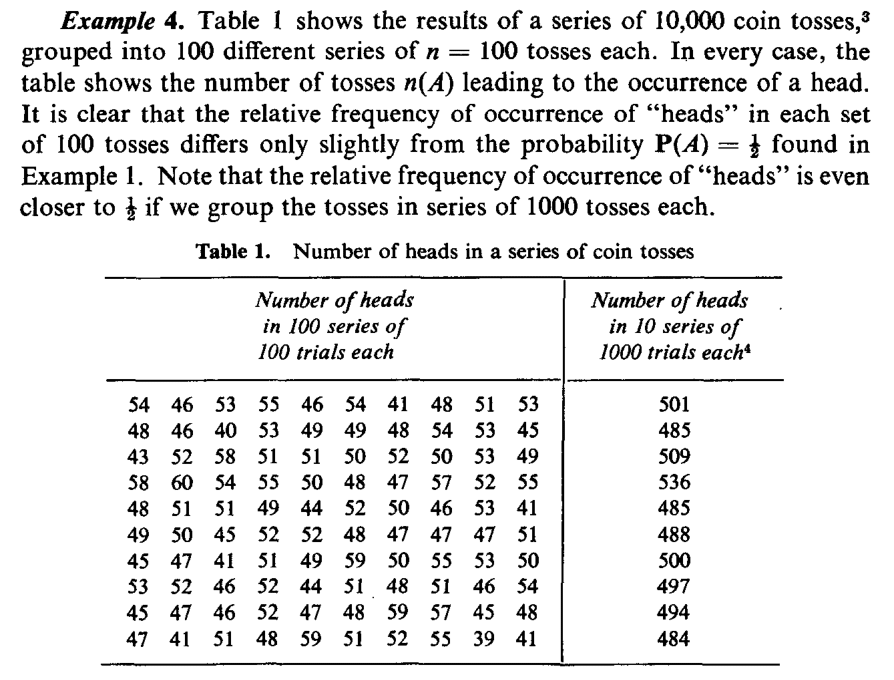 Example 4. Table 1 shows the results of a series of 10,000 coin tosses,³
grouped into 100 different series of n = 100 tosses each. In every case, the
table shows the number of tosses n(A) leading to the occurrence of a head.
It is clear that the relative frequency of occurrence of “heads” in each set
of 100 tosses differs only slightly from the probability P(A) = ½ found in
Example 1. Note that the relative frequency of occurrence of “heads” is even
closer to ½ if we group the tosses in series of 1000 tosses each.
Table 1. Number of heads in a series of coin tosses
Number of heads
in 100 series of
100 trials each
Number of heads
in 10 series of
1000 trials each⁴
54 46 53 55 46 54 41 48 51 53 501
48 46 40 53 49 49 48 54 53 45 485
43 52 58 51 51 50 52 50 53 49 509
58 60 54 55 50 48 47 57 52 55 536
48 51 51 49 44 52 50 46 53 41 485
49 50 45 52 52 48 47 47 47 51 488
45 47 41 51 49 59 50 55 53 50 500
53 52 46 52 44 51 48 51 46 54 497
45 47 46 52 47 48 59 57 45 48 494
47 41 51 48 59 51 52 55 39 41 484